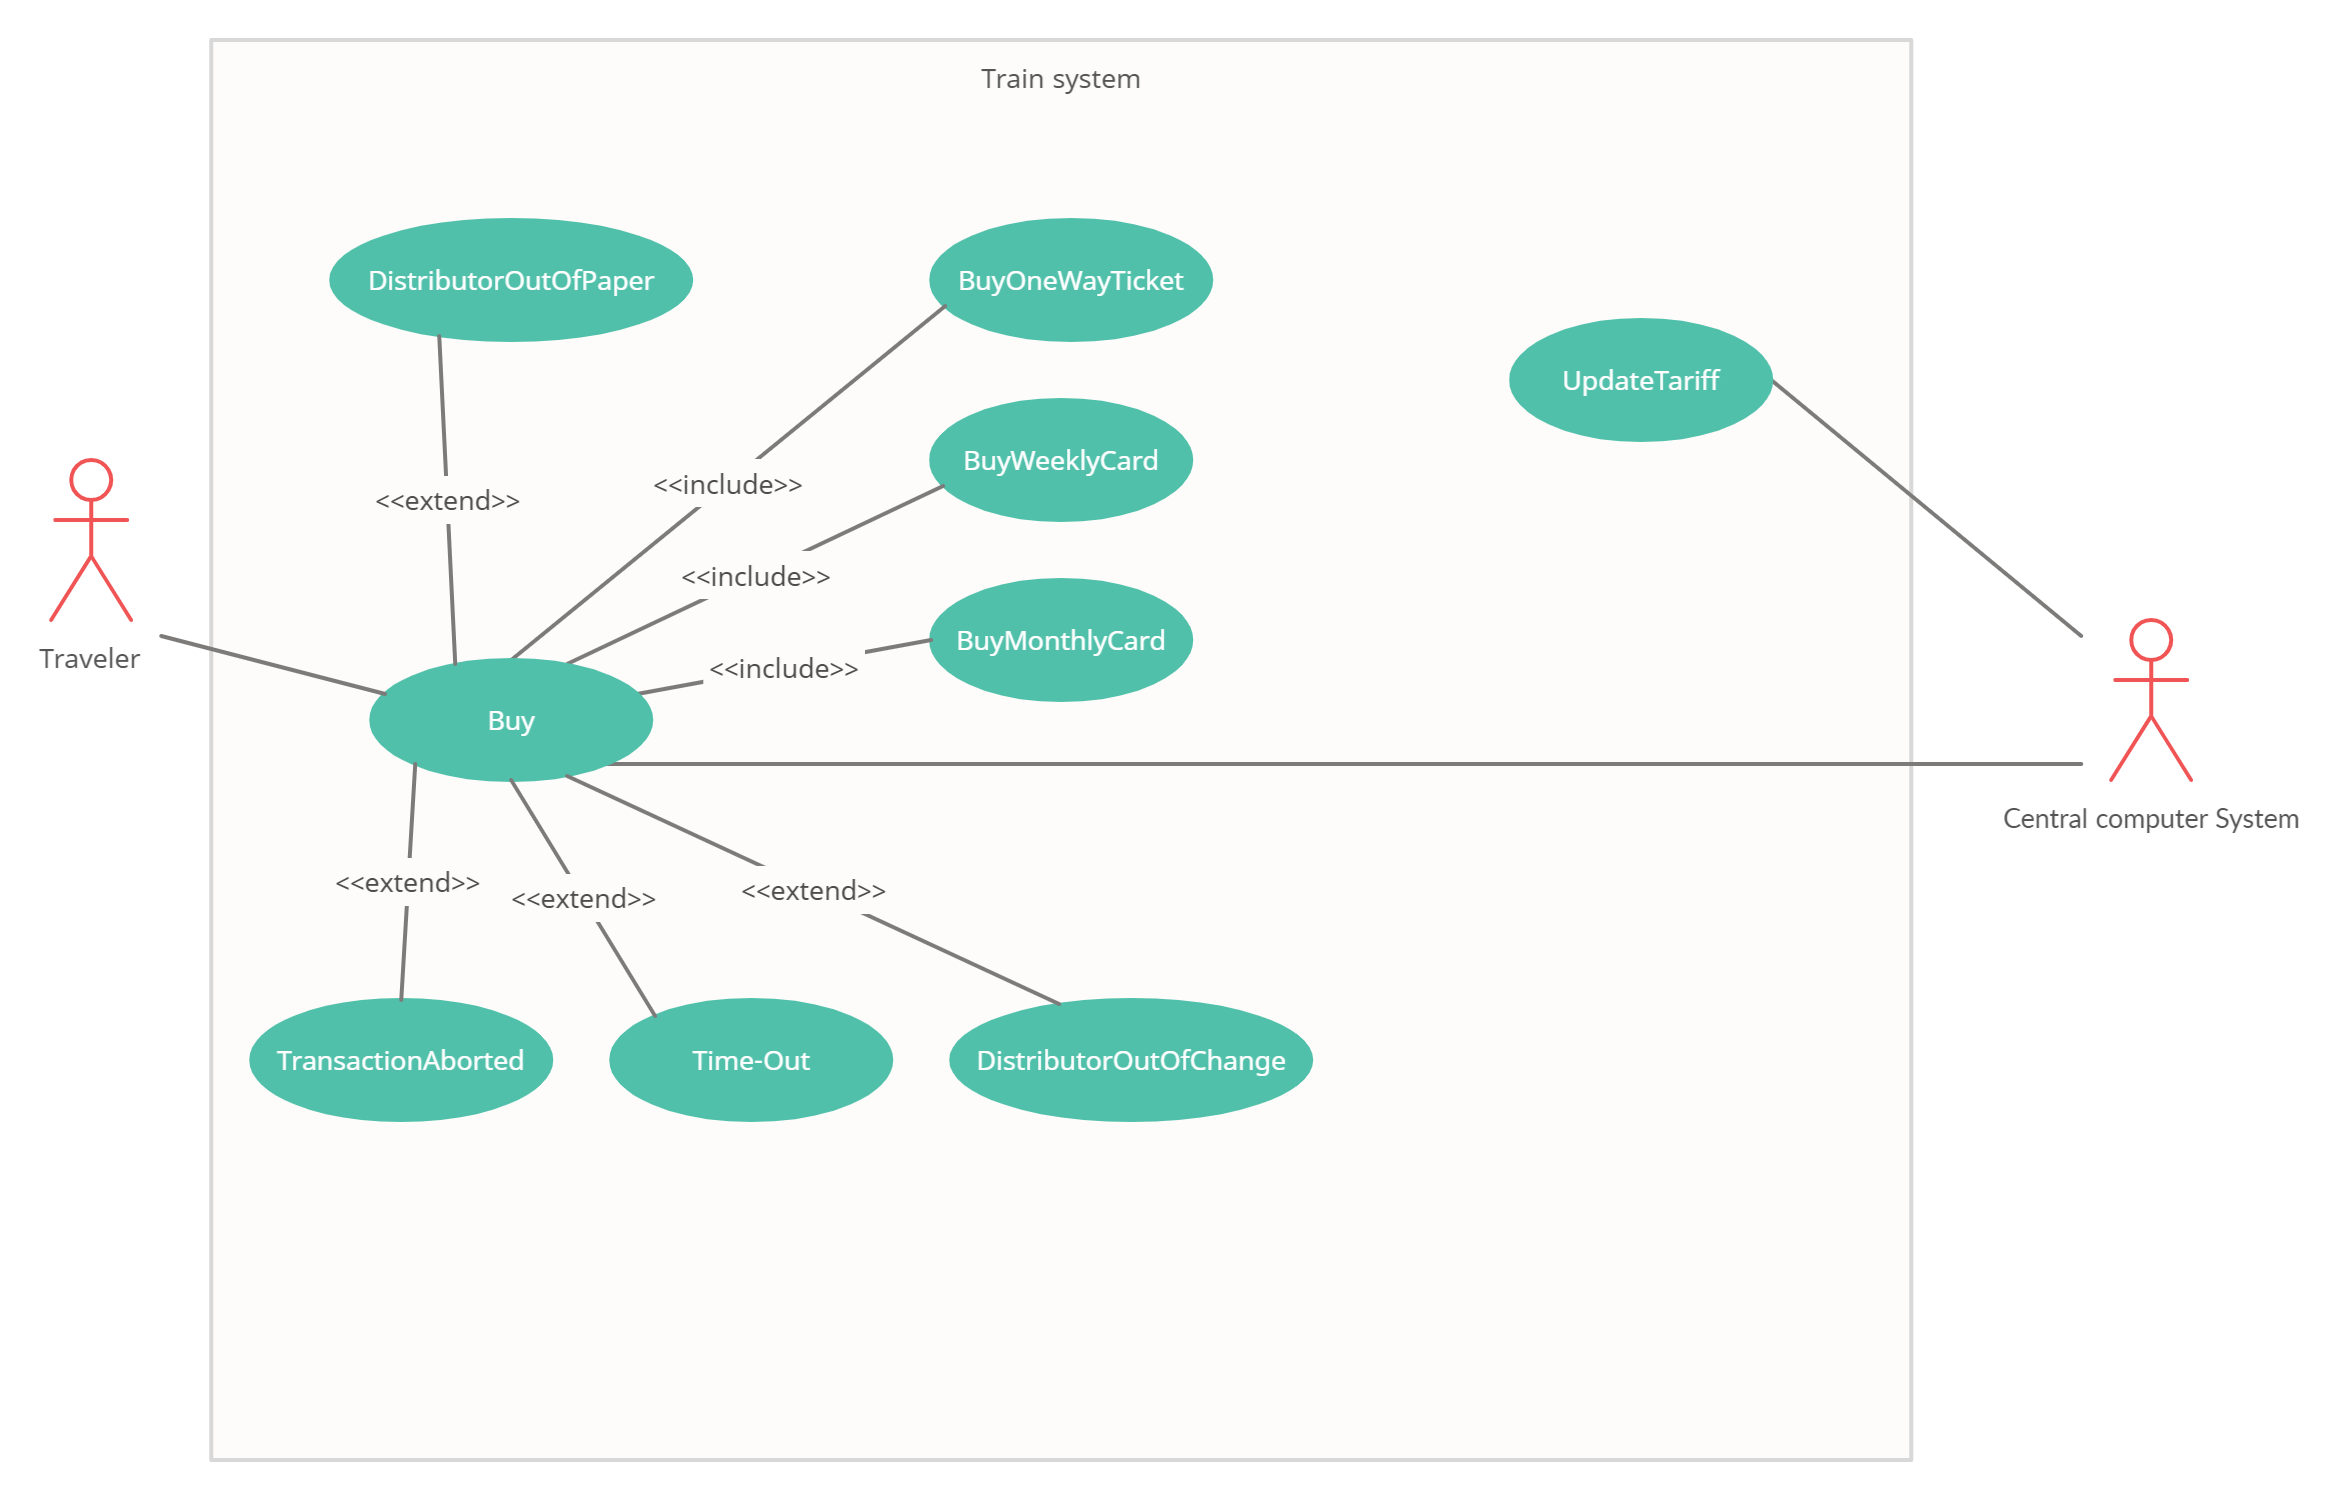 Train system
DistributorOutOfPaper
BuyOneWayTicket
UpdateTariff
BuyWeeklyCard
<<extend>>
<<include>>
<<include>>
BuyMonthlyCard
<<include>>
Traveler
Buy
Central computer System
<<extend>>
<<extend>>
<<extend>>
TransactionAborted
Time-Out
DistributorOutOfChange